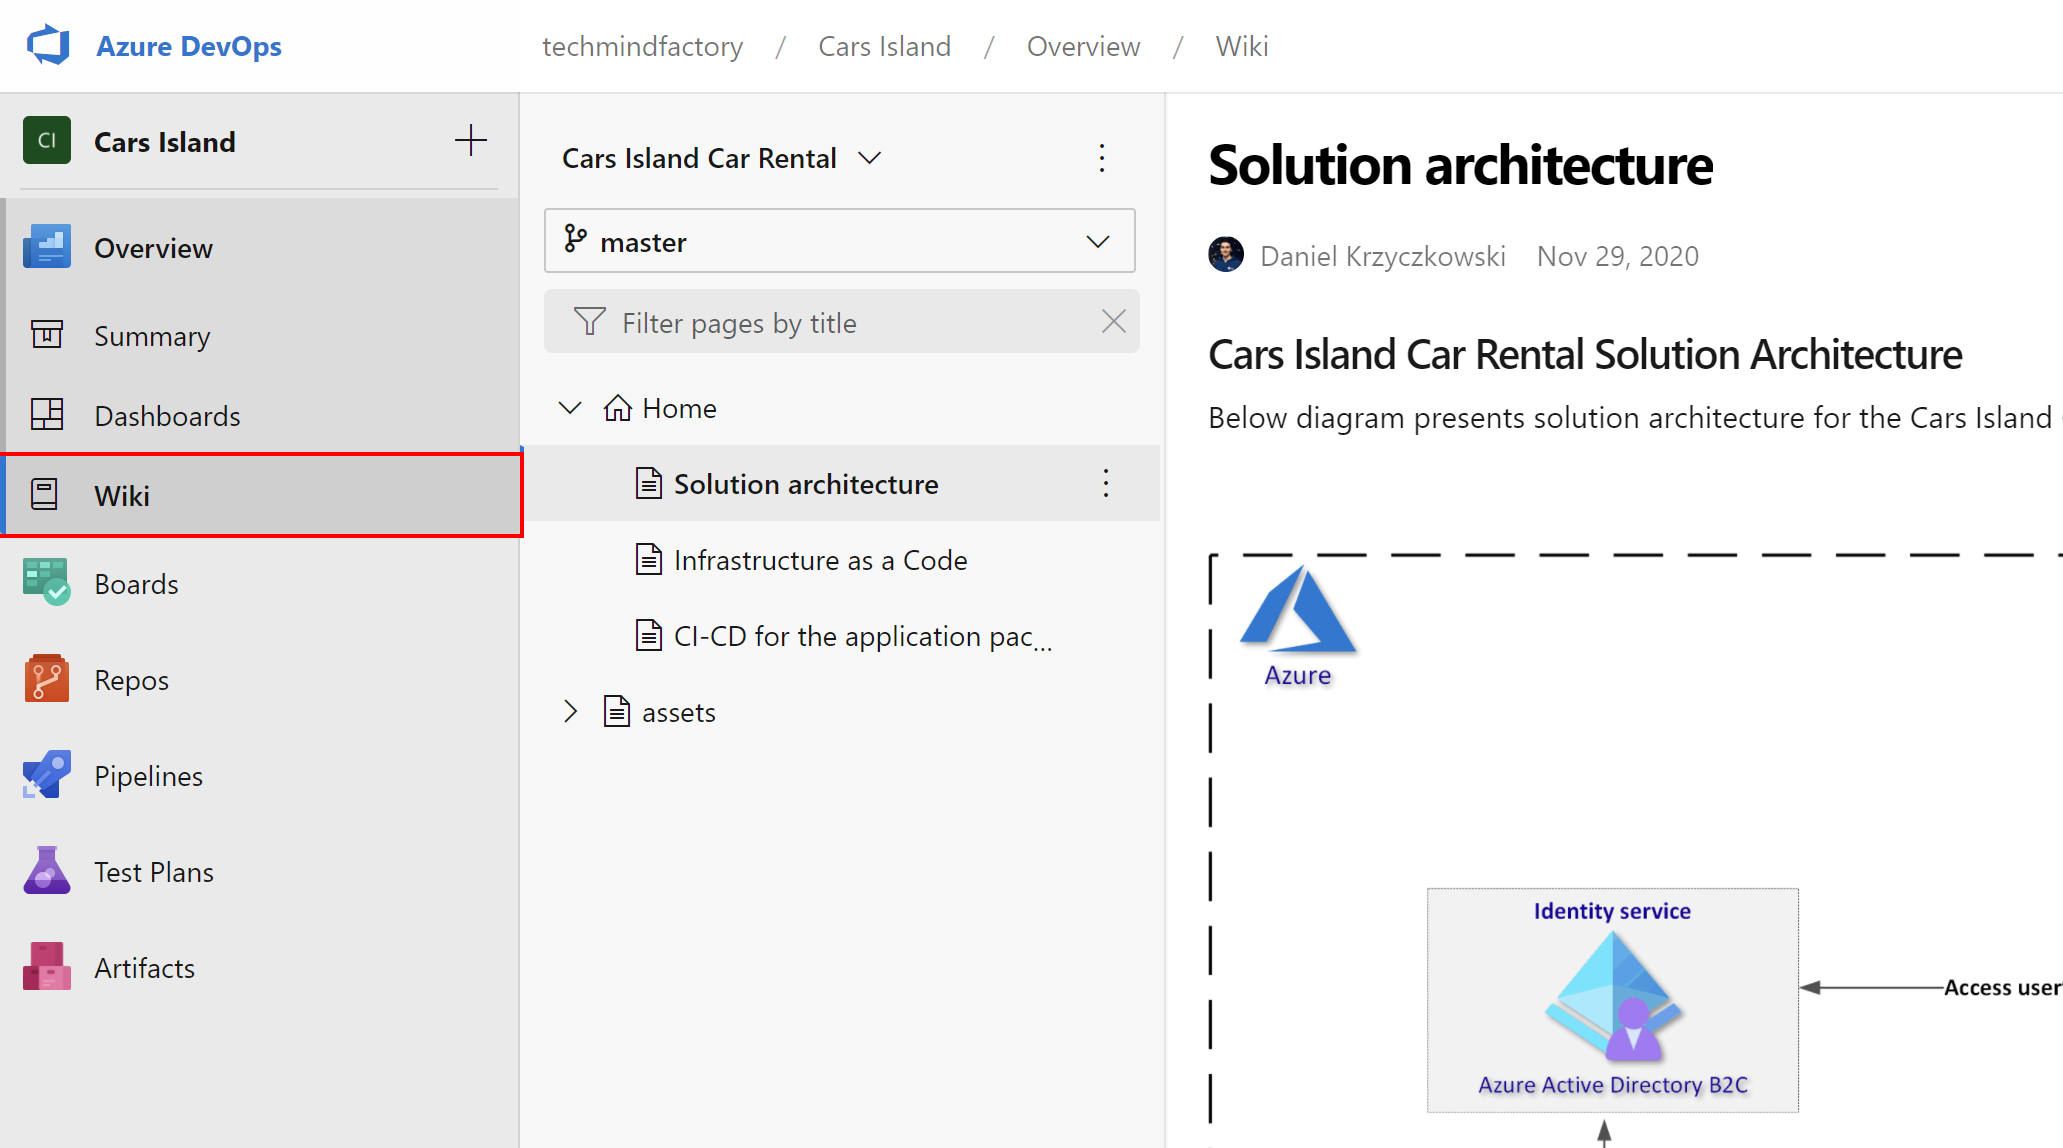 Azure DevOps
techmindfactory / Cars Island / Overview / Wiki
CI Cars Island
Overview
Summary
Dashboards
Wiki
Boards
Repos
Pipelines
Test Plans
Artifacts
Cars Island Car Rental
master
Filter pages by title
Home
Solution architecture
Infrastructure as a Code
CI-CD for the application pac...
assets
Solution architecture
Daniel Krzyczkowski Nov 29, 2020
Cars Island Car Rental Solution Architecture
Below diagram presents solution architecture for the Cars Island
Azure
Identity service
Azure Active Directory B2C
Access user